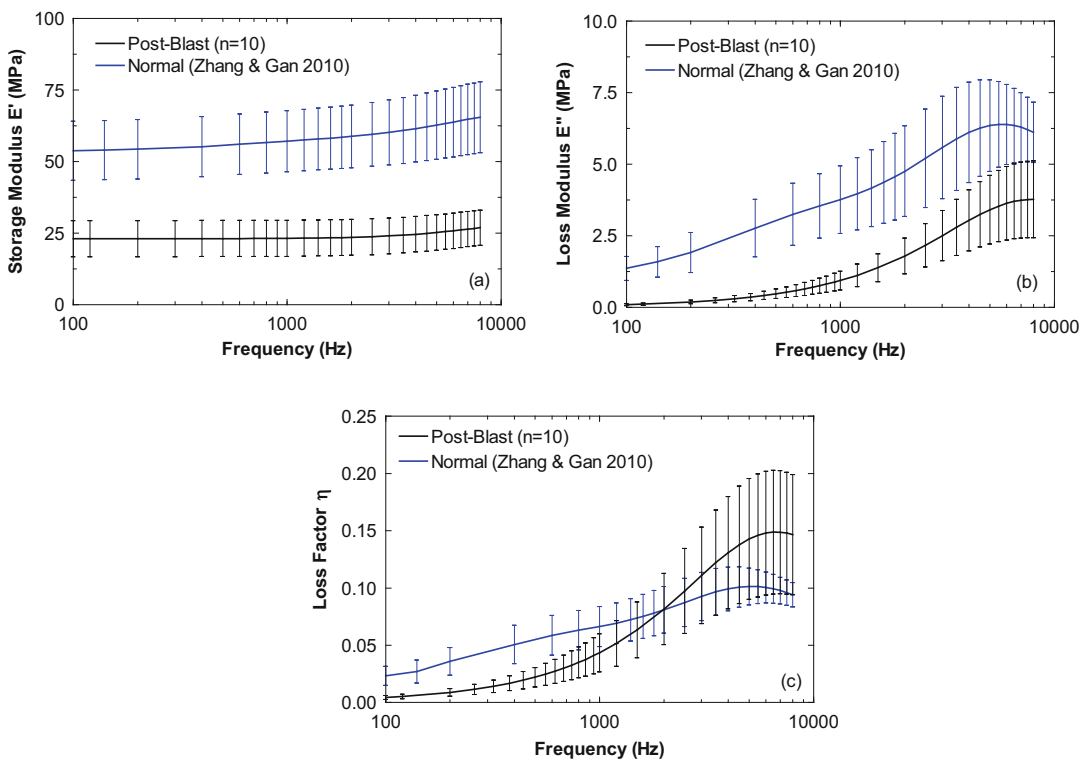 100
75
50
25
0
Storage Modulus E' (MPa)
Post-Blast (n=10)
Normal (Zhang & Gan 2010)
(a)
100
1000
10000
Frequency (Hz)
10.0
7.5
5.0
2.5
0.0
Loss Modulus E'' (MPa)
Post-Blast (n=10)
Normal (Zhang & Gan 2010)
(b)
100
1000
10000
Frequency (Hz)
0.25
0.20
0.15
0.10
0.05
0.00
Loss Factor η
Post-Blast (n=10)
Normal (Zhang & Gan 2010)
(c)
100
1000
10000
Frequency (Hz)